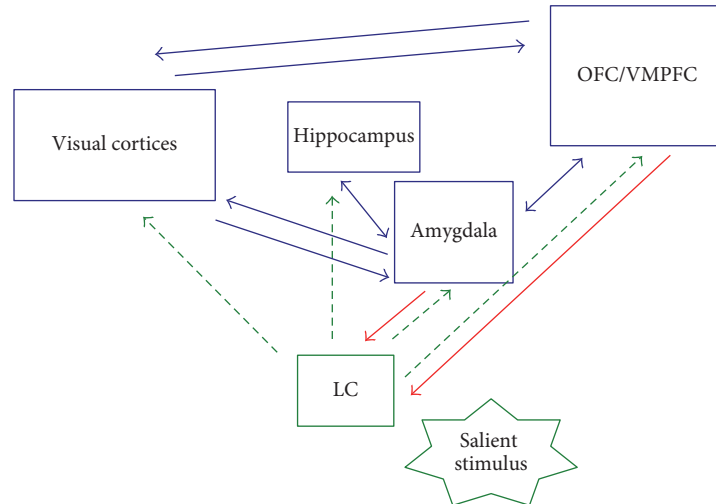 OFC/VMPFC
Visual cortices
Hippocampus
Amygdala
LC
Salient
stimulus